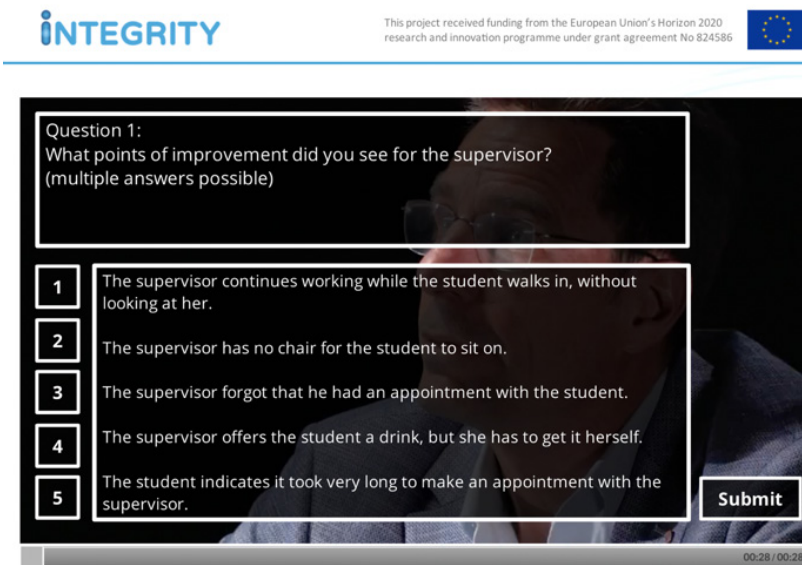 iNTEGRITY
This project received funding from the European Union's Horizon 2020
research and innovation programme under grant agreement No 824586
Question 1:
What points of improvement did you see for the supervisor?
(multiple answers possible)
1
The supervisor continues working while the student walks in, without
looking at her.
2
The supervisor has no chair for the student to sit on.
3
The supervisor forgot that he had an appointment with the student.
4
The supervisor offers the student a drink, but she has to get it herself.
5
The student indicates it took very long to make an appointment with the
supervisor.
Submit
00:28 / 00:28